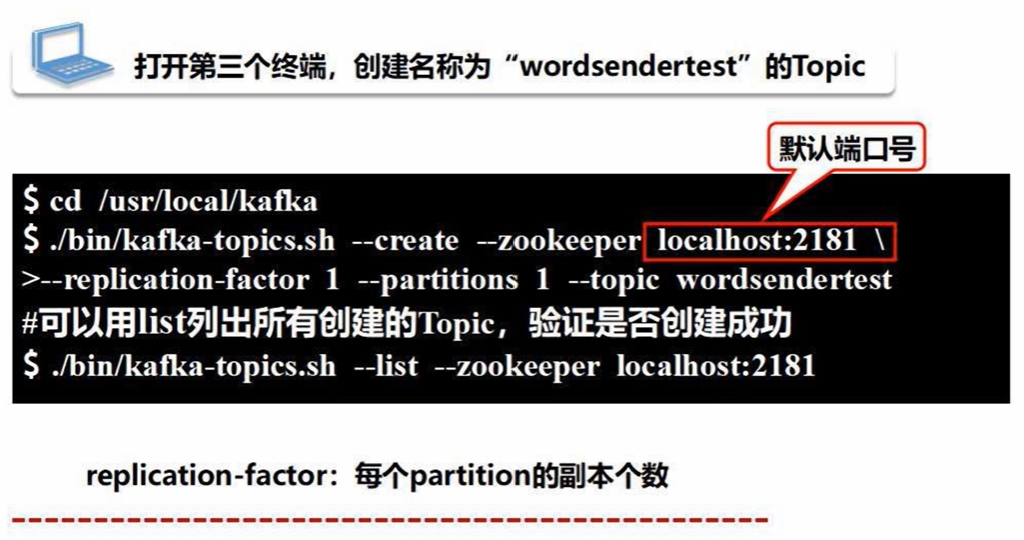 打开第三个终端，创建名称为“wordsendertest”的Topic
默认端口号
$ cd /usr/local/kafka
$ ./bin/kafka-topics.sh --create --zookeeper localhost:2181 \
>--replication-factor 1 --partitions 1 --topic wordsendertest
#可以用list列出所有创建的Topic，验证是否创建成功
$ ./bin/kafka-topics.sh --list --zookeeper localhost:2181
replication-factor：每个partition的副本个数